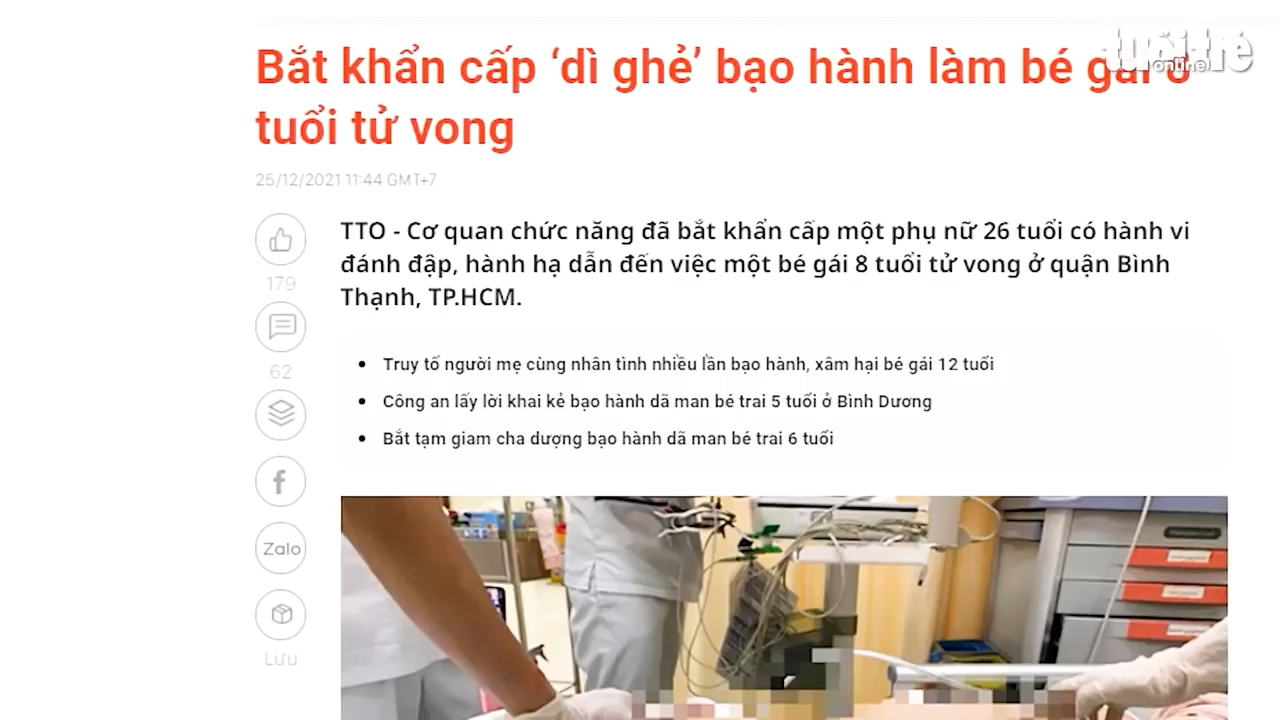 tuổi trẻ
online
Bắt khẩn cấp ‘dì ghẻ’ bạo hành làm bé gái 8
tuổi tử vong
25/12/2021 11:44 GMT+7
TTO - Cơ quan chức năng đã bắt khẩn cấp một phụ nữ 26 tuổi có hành vi
đánh đập, hành hạ dẫn đến việc một bé gái 8 tuổi tử vong ở quận Bình
Thạnh, TP.HCM.
179
62
• Truy tố người mẹ cùng nhân tình nhiều lần bạo hành, xâm hại bé gái 12 tuổi
• Công an lấy lời khai kẻ bạo hành dã man bé trai 5 tuổi ở Bình Dương
• Bắt tạm giam cha dượng bạo hành dã man bé trai 6 tuổi
Zalo
Lưu